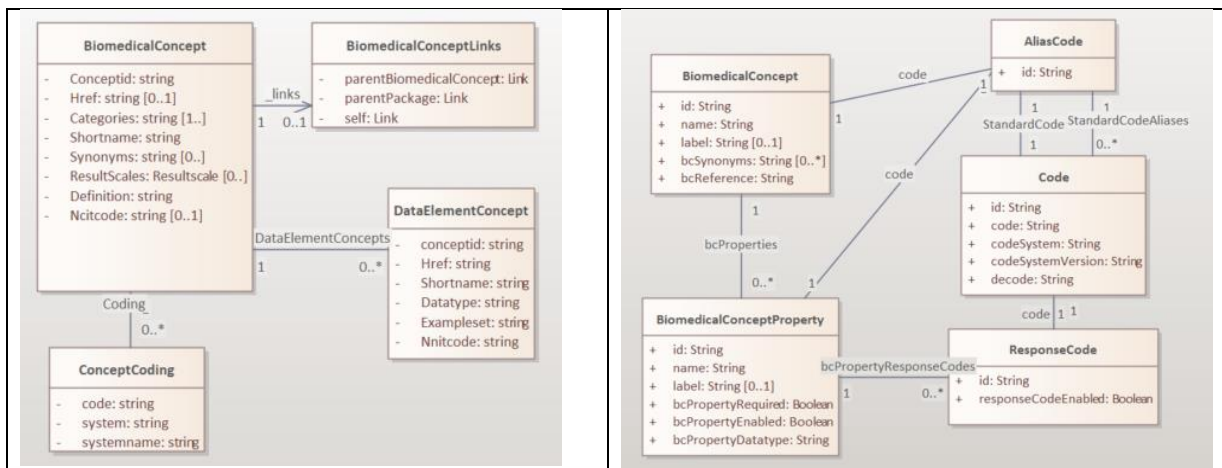 BiomedicalConcept
- Conceptid: string
- Href: string [0..1]
- Categories: string [1..]
- Shortname: string
- Synonyms: string [0..]
- ResultScales: Resultscale [0..]
- Definition: string
- Ncitcode: string [0..1]
_links
1
0..1
BiomedicalConceptLinks
- parentBiomedicalConcept: Link
- parentPackage: Link
- self: Link
DataElementConcepts
1
0..*
DataElementConcept
- conceptid: string
- Href: string
- Shortname: string
- Datatype: string
- Exampleset: string
- Nnitcode: string
Coding_
0..*
ConceptCoding
- code: string
- system: string
- systemname: string
BiomedicalConcept
+ id: String
+ name: String
+ label: String [0..1]
+ bcSynonyms: String [0..*]
+ bcReference: String
code
1
AliasCode
+ id: String
1
code
1
1 1
StandardCode StandardCodeAliases
1 0..*
Code
+ id: String
+ code: String
+ codeSystem: String
+ codeSystemVersion: String
+ decode: String
1
bcProperties
0..*
BiomedicalConceptProperty
+ id: String
+ name: String
+ label: String [0..1]
+ bcPropertyRequired: Boolean
+ bcPropertyEnabled: Boolean
+ bcPropertyDatatype: String
code 1 1
bcPropertyResponseCodes
1 0..*
ResponseCode
+ id: String
+ responseCodeEnabled: Boolean